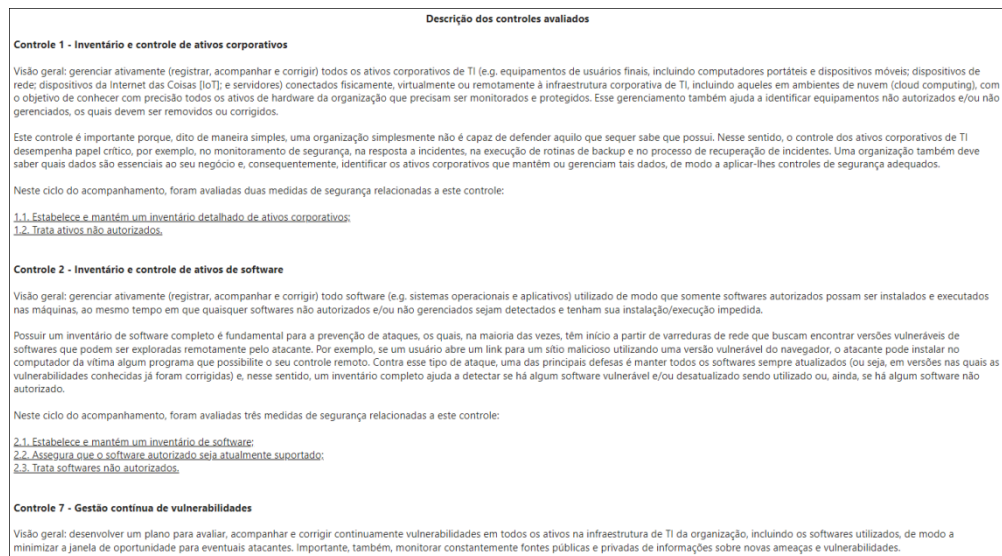 Descrição dos controles avaliados
Controle 1 - Inventário e controle de ativos corporativos
Visão geral: gerenciar ativamente (registrar, acompanhar e corrigir) todos os ativos corporativos de TI (e.g. equipamentos de usuários finais, incluindo computadores portáteis e dispositivos móveis; dispositivos de
rede; dispositivos da Internet das Coisas [IoT]; e servidores) conectados fisicamente, virtualmente ou remotamente à infraestrutura corporativa de TI, incluindo aqueles em ambientes de nuvem (cloud computing), com
o objetivo de conhecer com precisão todos os ativos de hardware da organização que precisam ser monitorados e protegidos. Esse gerenciamento também ajuda a identificar equipamentos não autorizados e/ou não
gerenciados, os quais devem ser removidos ou corrigidos.
Este controle é importante porque, dito de maneira simples, uma organização simplesmente não é capaz de defender aquilo que sequer sabe que possui. Nesse sentido, o controle dos ativos corporativos de TI
desempenha papel crítico, por exemplo, no monitoramento de segurança, na resposta a incidentes, na execução de rotinas de backup e no processo de recuperação de incidentes. Uma organização também deve
saber quais dados são essenciais ao seu negócio e, consequentemente, identificar os ativos corporativos que mantêm ou gerenciam tais dados, de modo a aplicar-lhes controles de segurança adequados.
Neste ciclo do acompanhamento, foram avaliadas duas medidas de segurança relacionadas a este controle:
1.1. Estabelece e mantém um inventário detalhado de ativos corporativos;
1.2. Trata ativos não autorizados.
Controle 2 - Inventário e controle de ativos de software
Visão geral: gerenciar ativamente (registrar, acompanhar e corrigir) todo software (e.g. sistemas operacionais e aplicativos) utilizado de modo que somente softwares autorizados possam ser instalados e executados
nas máquinas, ao mesmo tempo em que quaisquer softwares não autorizados e/ou não gerenciados sejam detectados e tenham sua instalação/execução impedida.
Possuir um inventário de software completo é fundamental para a prevenção de ataques, os quais, na maioria das vezes, têm início a partir de varreduras de rede que buscam encontrar versões vulneráveis de
softwares que podem ser exploradas remotamente pelo atacante. Por exemplo, se um usuário abre um link para um sítio malicioso utilizando uma versão vulnerável do navegador, o atacante pode instalar no
computador da vítima algum programa que possibilite o seu controle remoto. Contra esse tipo de ataque, uma das principais defesas é manter todos os softwares sempre atualizados (ou seja, em versões nas quais as
vulnerabilidades conhecidas já foram corrigidas) e, nesse sentido, um inventário completo ajuda a detectar se há algum software vulnerável e/ou desatualizado sendo utilizado ou, ainda, se há algum software não
autorizado.
Neste ciclo do acompanhamento, foram avaliadas três medidas de segurança relacionadas a este controle:
2.1. Estabelece e mantém um inventário de software;
2.2. Assegura que o software autorizado seja atualmente suportado;
2.3. Trata softwares não autorizados.
Controle 7 - Gestão contínua de vulnerabilidades
Visão geral: desenvolver um plano para avaliar, acompanhar e corrigir continuamente vulnerabilidades em todos os ativos na infraestrutura de TI da organização, incluindo os softwares utilizados, de modo a
minimizar a janela de oportunidade para eventuais atacantes. Importante, também, monitorar constantemente fontes públicas e privadas de informações sobre novas ameaças e vulnerabilidades.